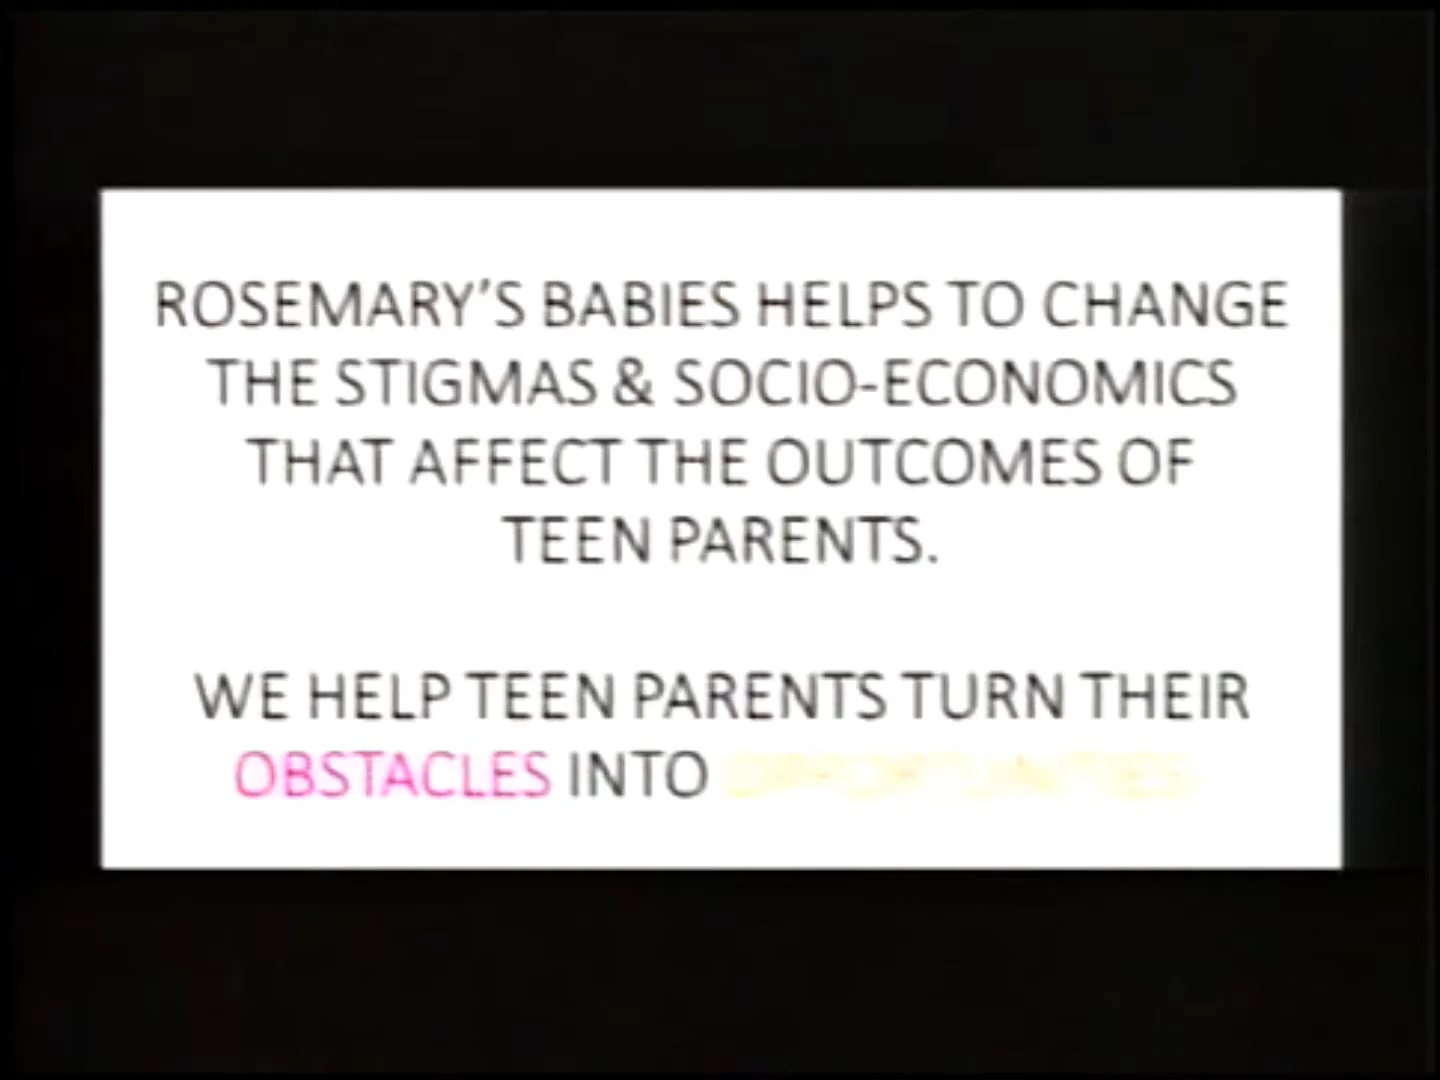 ROSEMARY'S BABIES HELPS TO CHANGE
THE STIGMAS & SOCIO-ECONOMICS
THAT AFFECT THE OUTCOMES OF
TEEN PARENTS.
WE HELP TEEN PARENTS TURN THEIR
OBSTACLES INTO OPPORTUNITIES